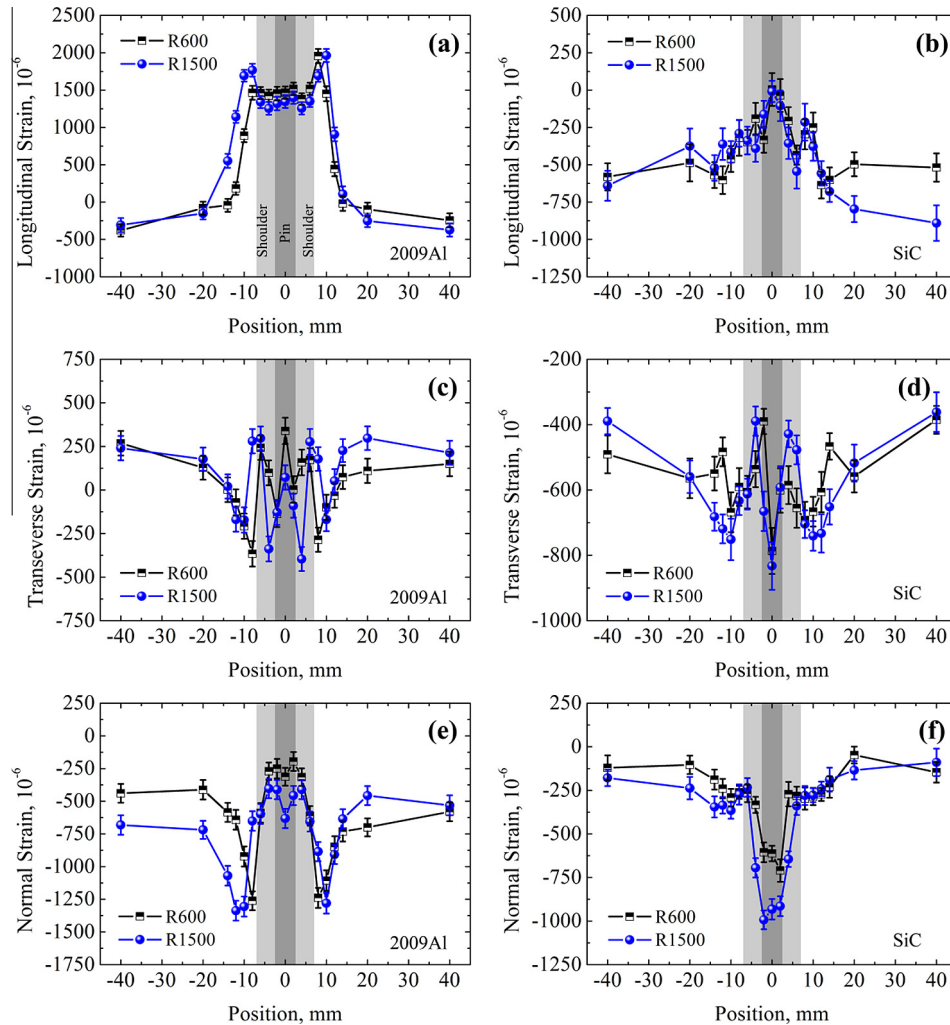 (a)
R600
R1500
2500
2000
1500
1000
500
0
-500
-1000
Longitudinal Strain, 10-6
Shoulder
Pin
Shoulder
2009Al
-40 -30 -20 -10 0 10 20 30 40
Position, mm
(b)
R600
R1500
500
250
0
-250
-500
-750
-1000
-1250
Longitudinal Strain, 10-6
SiC
-40 -30 -20 -10 0 10 20 30 40
Position, mm
(c)
750
500
250
0
-250
-500
-750
Transeverse Strain, 10-6
R600
R1500
2009Al
-40 -30 -20 -10 0 10 20 30 40
Position, mm
(d)
-200
-400
-600
-800
-1000
Transverse Strain, 10-6
R600
R1500
SiC
-40 -30 -20 -10 0 10 20 30 40
Position, mm
(e)
250
0
-250
-500
-750
-1000
-1250
-1500
-1750
Normal Strain, 10-6
R600
R1500
2009Al
-40 -30 -20 -10 0 10 20 30 40
Position, mm
(f)
250
0
-250
-500
-750
-1000
-1250
Normal Strain, 10-6
R600
R1500
SiC
-40 -30 -20 -10 0 10 20 30 40
Position, mm